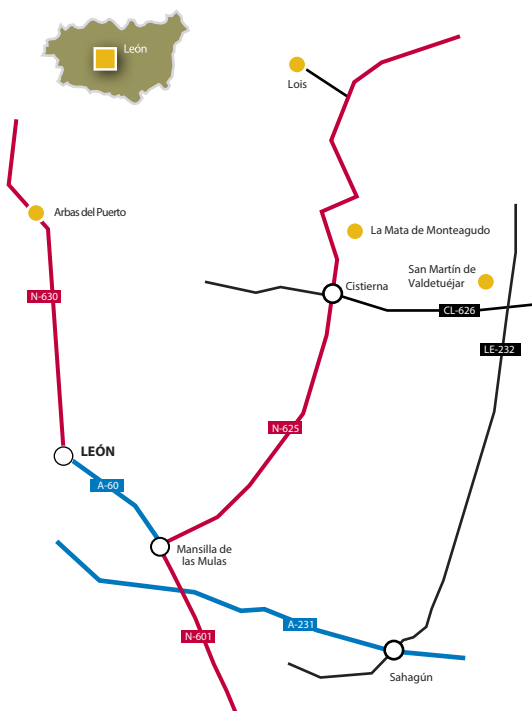 León
Lois
Arbas del Puerto
La Mata de Monteagudo
San Martín de
Valdetuéjar
Cistierna
N-630
CL-626
LE-232
N-625
LEÓN
A-60
Mansilla de
las Mulas
A-231
N-601
Sahagún